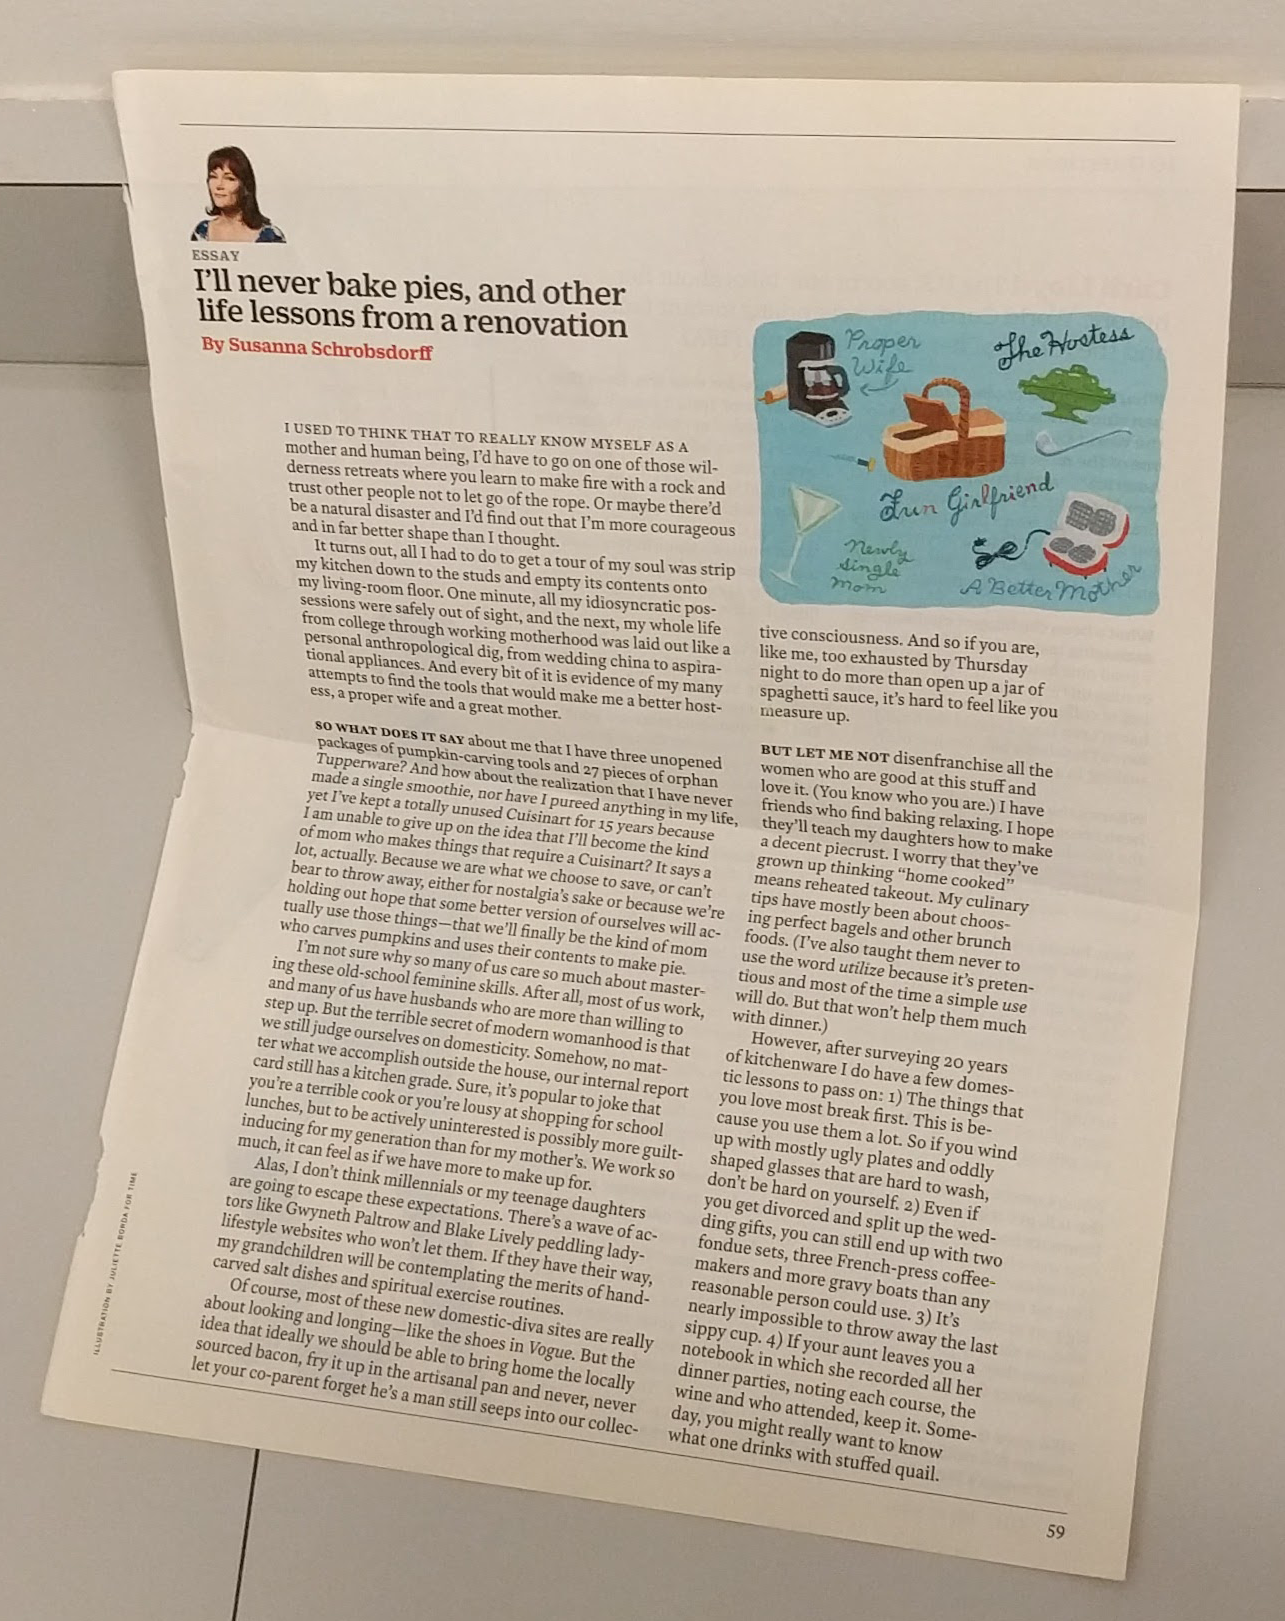 ESSAY
I'll never bake pies, and other
life lessons from a renovation
By Susanna Schrobsdorff
I USED TO THINK THAT TO REALLY KNOW MYSELF AS A
mother and human being, I'd have to go on one of those wil-
derness retreats where you learn to make fire with a rock and
trust other people not to let go of the rope. Or maybe there'd
be a natural disaster and I'd find out that I'm more courageous
and in far better shape than I thought.
It turns out, all I had to do to get a tour of my soul was strip
my kitchen down to the studs and empty its contents onto
my living-room floor. One minute, all my idiosyncratic pos-
sessions were safely out of sight, and the next, my whole life
from college through working motherhood was laid out like a
personal anthropological dig, from wedding china to aspira-
tional appliances. And every bit of it is evidence of my many
attempts to find the tools that would make me a better host-
ess, a proper wife and a great mother.
SO WHAT DOES IT SAY about me that I have three unopened
packages of pumpkin-carving tools and 27 pieces of orphan
Tupperware? And how about the realization that I have never
made a single smoothie, nor have I pureed anything in my life,
yet I've kept a totally unused Cuisinart for 15 years because
I am unable to give up on the idea that I'll become the kind
of mom who makes things that require a Cuisinart? It says a
lot, actually. Because we are what we choose to save, or can't
bear to throw away, either for nostalgia's sake or because we're
holding out hope that some better version of ourselves will ac-
tually use those things—that we'll finally be the kind of mom
who carves pumpkins and uses their contents to make pie.
I'm not sure why so many of us care so much about master-
ing these old-school feminine skills. After all, most of us work,
and many of us have husbands who are more than willing to
step up. But the terrible secret of modern womanhood is that
we still judge ourselves on domesticity. Somehow, no mat-
ter what we accomplish outside the house, our internal report
card still has a kitchen grade. Sure, it's popular to joke that
you're a terrible cook or you're lousy at shopping for school
lunches, but to be actively uninterested is possibly more guilt-
inducing for my generation than for my mother's. We work so
much, it can feel as if we have more to make up for.
Alas, I don't think millennials or my teenage daughters
are going to escape these expectations. There's a wave of ac-
tors like Gwyneth Paltrow and Blake Lively peddling lady-
lifestyle websites who won't let them. If they have their way,
my grandchildren will be contemplating the merits of hand-
carved salt dishes and spiritual exercise routines.
Of course, most of these new domestic-diva sites are really
about looking and longing—like the shoes in Vogue. But the
idea that ideally we should be able to bring home the locally
sourced bacon, fry it up in the artisanal pan and never, never
let your co-parent forget he's a man still seeps into our collec-
Proper
Wife
The Hostess
Fun Girlfriend
Newly
Single
Mom
A Better Mother
tive consciousness. And so if you are,
like me, too exhausted by Thursday
night to do more than open up a jar of
spaghetti sauce, it's hard to feel like you
measure up.
BUT LET ME NOT disenfranchise all the
women who are good at this stuff and
love it. (You know who you are.) I have
friends who find baking relaxing. I hope
they'll teach my daughters how to make
a decent piecrust. I worry that they've
grown up thinking "home cooked"
means reheated takeout. My culinary
tips have mostly been about choos-
ing perfect bagels and other brunch
foods. (I've also taught them never to
use the word utilize because it's preten-
tious and most of the time a simple use
will do. But that won't help them much
with dinner.)
However, after surveying 20 years
of kitchenware I do have a few domes-
tic lessons to pass on: 1) The things that
you love most break first. This is be-
cause you use them a lot. So if you wind
up with mostly ugly plates and oddly
shaped glasses that are hard to wash,
don't be hard on yourself. 2) Even if
you get divorced and split up the wed-
ding gifts, you can still end up with two
fondue sets, three French-press coffee-
makers and more gravy boats than any
reasonable person could use. 3) It's
nearly impossible to throw away the last
sippy cup. 4) If your aunt leaves you a
notebook in which she recorded all her
dinner parties, noting each course, the
wine and who attended, keep it. Some-
day, you might really want to know
what one drinks with stuffed quail.
ILLUSTRATION BY JULIETTE BORDA FOR TIME
59